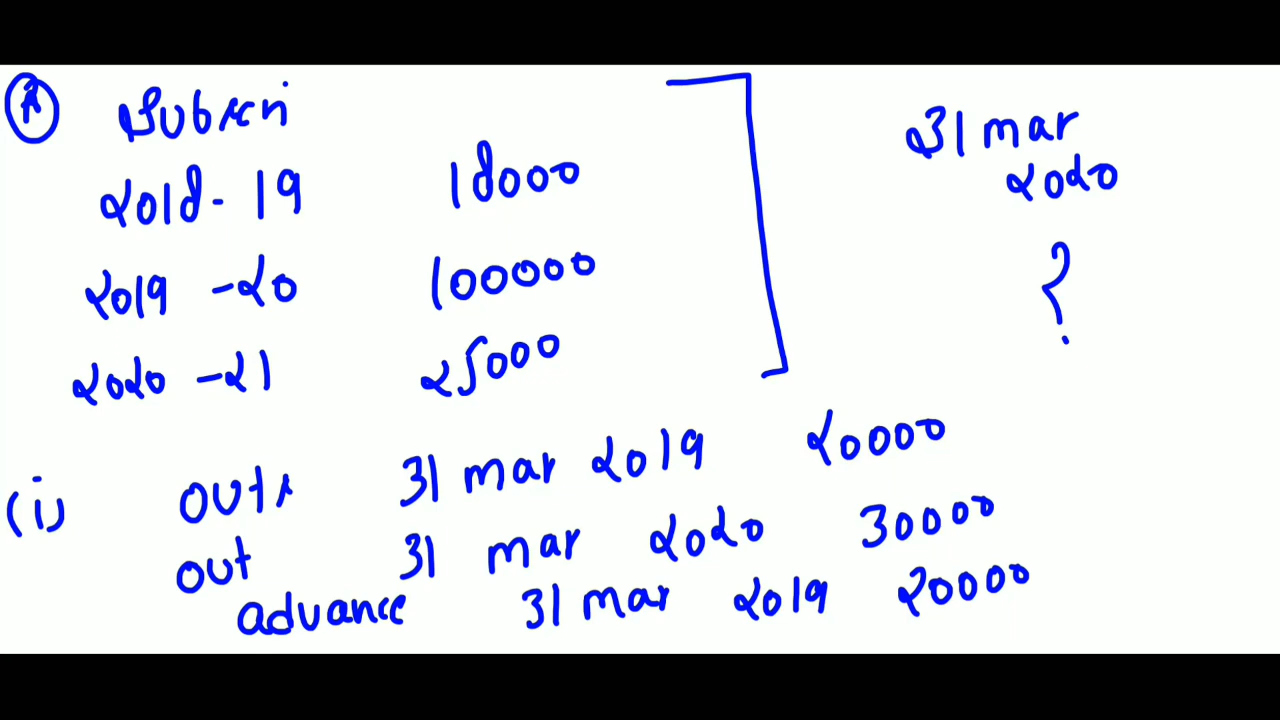 A Subscri
2018-19 18000
2019-20 100000
2020-21 25000
31 mar
2020
?
(i) outs 31 mar 2019 20000
out 31 mar 2020 30000
advance 31 mar 2019 20000